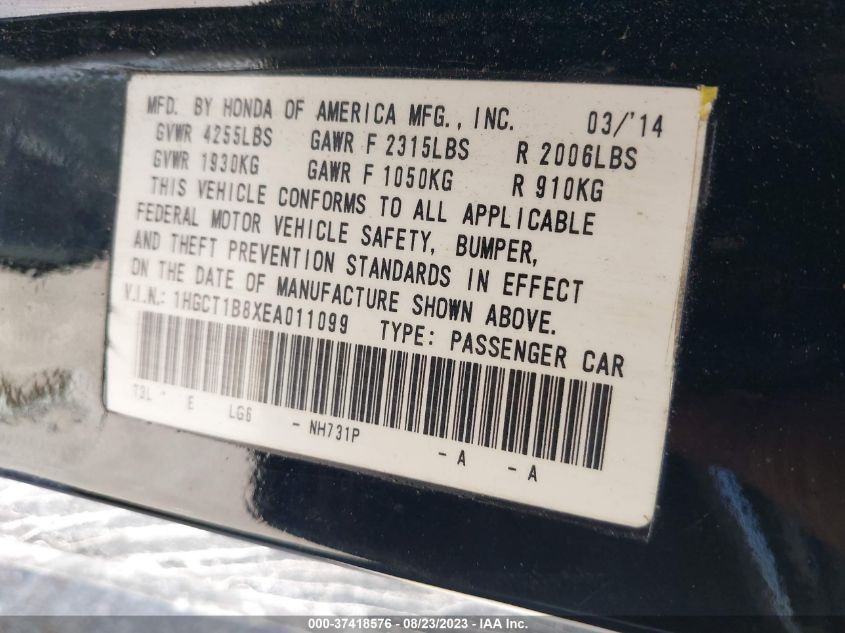 MFD. BY HONDA OF AMERICA MFG., INC. 03/'14
GVWR 4255LBS GAWR F 2315LBS R 2006LBS
GVWR 1930KG GAWR F 1050KG R 910KG
THIS VEHICLE CONFORMS TO ALL APPLICABLE
FEDERAL MOTOR VEHICLE SAFETY, BUMPER,
AND THEFT PREVENTION STANDARDS IN EFFECT
ON THE DATE OF MANUFACTURE SHOWN ABOVE.
V.I.N.: 1HGCT1B8XEA011099 TYPE: PASSENGER CAR
T3L * E LG6 - NH731P -A -A
000-37418576 - 08/23/2023 - IAA Inc.